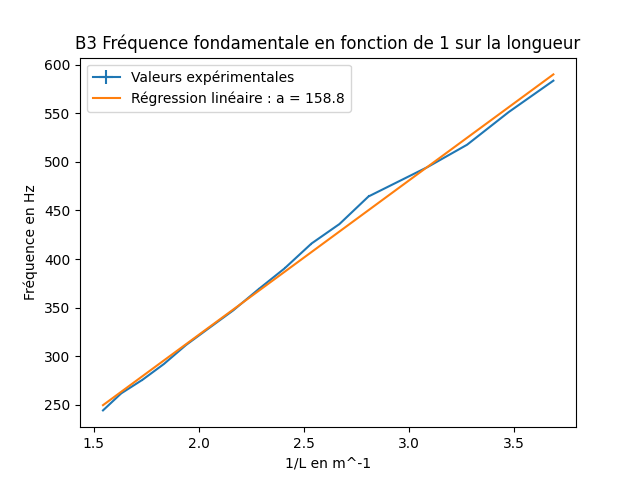 B3 Fréquence fondamentale en fonction de 1 sur la longueur
Valeurs expérimentales
Régression linéaire : a = 158.8
Fréquence en Hz
600
550
500
450
400
350
300
250
1.5 2.0 2.5 3.0 3.5
1/L en m^-1